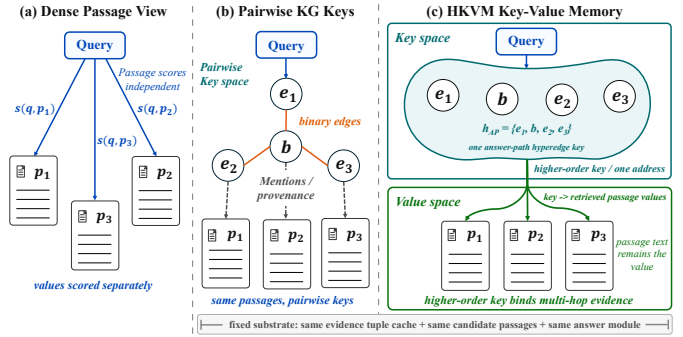 (a) Dense Passage View
Query
Passage scores
independent
s(q,p₁)
s(q,p₂)
s(q,p₃)
p₁
p₂
p₃
values scored separately
(b) Pairwise KG Keys
Query
Pairwise
Key space
e₁
binary edges
b
e₂
e₃
Mentions /
provenance
p₁
p₂
p₃
same passages, pairwise keys
(c) HKVM Key-Value Memory
Key space
Query
e₁
b
e₂
e₃
h_AP = {e₁, b, e₂, e₃}
one answer-path hyperedge key
higher-order key / one address
Value space
key -> retrieved passage values
p₁
p₂
p₃
passage text
remains the
value
higher-order key binds multi-hop evidence
fixed substrate: same evidence tuple cache + same candidate passages + same answer module